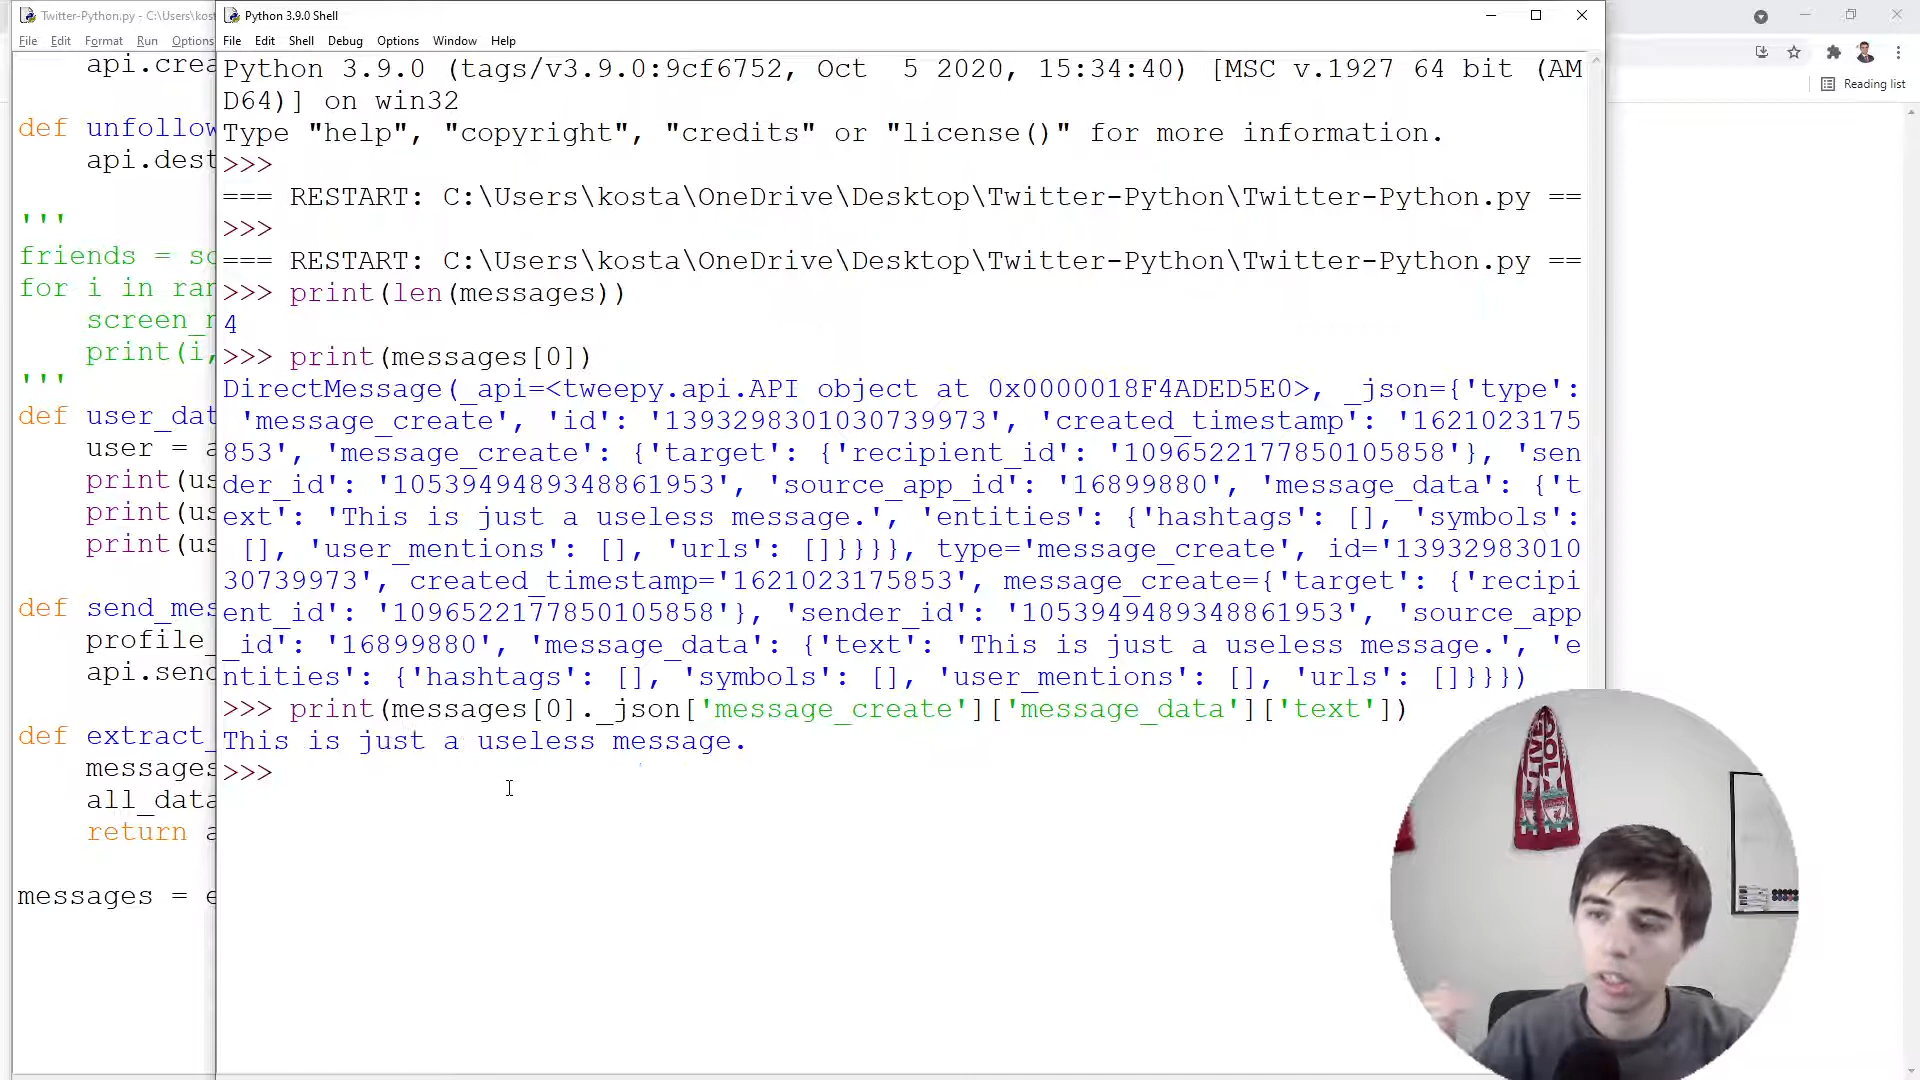 Twitter-Python.py - C:\Users\kost
File Edit Format Run Options
api.crea
def unfollow
api.dest
'''
friends = sc
for i in ran
screen_n
print(i,
'''
def user_dat
user = a
print(us
print(us
print(us
def send_mes
profile_
api.send
def extract_
messages
all_data
return a
messages = e
Python 3.9.0 Shell
File Edit Shell Debug Options Window Help
Python 3.9.0 (tags/v3.9.0:9cf6752, Oct  5 2020, 15:34:40) [MSC v.1927 64 bit (AM
D64)] on win32
Type "help", "copyright", "credits" or "license()" for more information.
>>>
=== RESTART: C:\Users\kosta\OneDrive\Desktop\Twitter-Python\Twitter-Python.py ==
>>>
=== RESTART: C:\Users\kosta\OneDrive\Desktop\Twitter-Python\Twitter-Python.py ==
>>> print(len(messages))
4
>>> print(messages[0])
DirectMessage(_api=<tweepy.api.API object at 0x0000018F4ADED5E0>, _json={'type':
'message_create', 'id': '1393298301030739973', 'created_timestamp': '1621023175
853', 'message_create': {'target': {'recipient_id': '1096522177850105858'}, 'sen
der_id': '1053949489348861953', 'source_app_id': '16899880', 'message_data': {'t
ext': 'This is just a useless message.', 'entities': {'hashtags': [], 'symbols':
[], 'user_mentions': [], 'urls': []}}}}, type='message_create', id='13932983010
30739973', created_timestamp='1621023175853', message_create={'target': {'recipi
ent_id': '1096522177850105858'}, 'sender_id': '1053949489348861953', 'source_app
_id': '16899880', 'message_data': {'text': 'This is just a useless message.', 'e
ntities': {'hashtags': [], 'symbols': [], 'user_mentions': [], 'urls': []}}})
>>> print(messages[0]._json['message_create']['message_data']['text'])
This is just a useless message.
>>>
Reading list